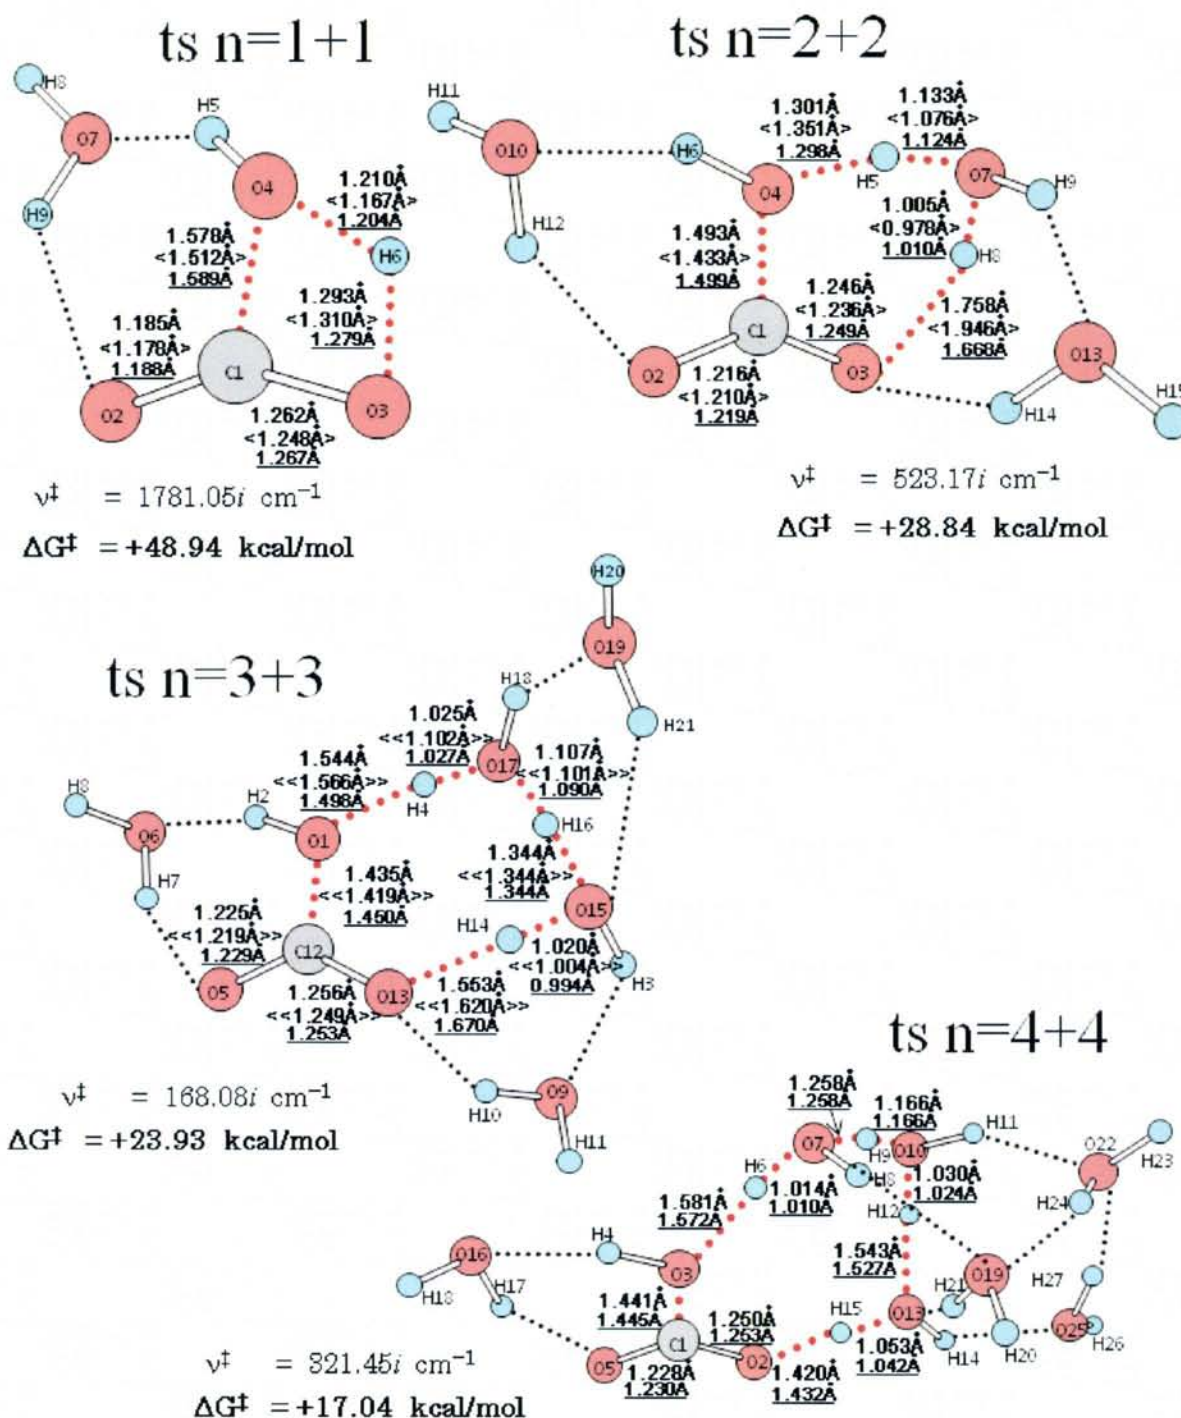 ts n=1+1
H8
H5
O7
O4
H9
1.210Å
<1.167Å>
1.204Å
H6
1.578Å
<1.512Å>
1.589Å
1.293Å
<1.310Å>
1.279Å
1.185Å
<1.178Å>
1.188Å
C1
O2
O3
1.262Å
<1.248Å>
1.267Å
ν‡ = 1781.05i cm−1
ΔG‡ =+48.94 kcal/mol
ts n=2+2
H11
1.301Å
<1.351Å>
1.298Å
1.133Å
<1.076Å>
1.124Å
O10
H6
O4
H5
O7
H9
H12
1.005Å
<0.978Å>
1.010Å
H8
1.493Å
<1.433Å>
1.499Å
1.246Å
<1.236Å>
1.249Å
1.758Å
<1.946Å>
1.668Å
C1
O2
O3
O13
1.216Å
<1.210Å>
1.219Å
H14
H15
ν‡ = 523.17i cm−1
ΔG‡ =+28.84 kcal/mol
ts n=3+3
H20
O19
H18
H21
1.025Å
<<1.102Å>>
1.027Å
O17
1.107Å
<<1.101Å>>
1.090Å
1.544Å
<<1.566Å>>
1.498Å
H8
H2
O6
O1
H4
H16
H7
1.344Å
<<1.344Å>>
1.344Å
1.435Å
<<1.419Å>>
1.450Å
O15
1.225Å
<<1.219Å>>
1.229Å
H14
C12
1.020Å
<<1.004Å>>
0.994Å
H3
O5
O13
1.256Å
<<1.249Å>>
1.253Å
1.553Å
<<1.620Å>>
1.670Å
H10
O9
H11
ν‡ = 168.08i cm−1
ΔG‡ =+23.93 kcal/mol
ts n=4+4
1.258Å
1.258Å
1.166Å
1.166Å
H11
O7
H9
O10
O22
H23
H6
H8
1.014Å
1.010Å
1.030Å
1.024Å
H24
1.581Å
1.572Å
H12
H4
O16
O3
1.543Å
1.527Å
O19
H27
H18
H17
H21
H15
O13
O25
H26
1.441Å
1.445Å
C1
1.250Å
1.253Å
H14
H20
O5
O2
1.053Å
1.042Å
1.228Å
1.230Å
1.420Å
1.432Å
ν‡ = 321.45i cm−1
ΔG‡ =+17.04 kcal/mol